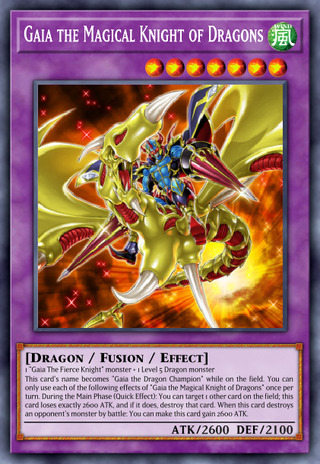 Gaia the Magical Knight of Dragons
WIND
風
[Dragon / Fusion / Effect]
1 "Gaia The Fierce Knight" monster + 1 Level 5 Dragon monster
This card's name becomes "Gaia the Dragon Champion" while on the field. You can
only use each of the following effects of "Gaia the Magical Knight of Dragons" once per
turn. During the Main Phase (Quick Effect): You can target 1 other card on the field; this
card loses exactly 2600 ATK, and if it does, destroy that card. When this card destroys
an opponent's monster by battle: You can make this card gain 2600 ATK.
ATK/2600 DEF/2100